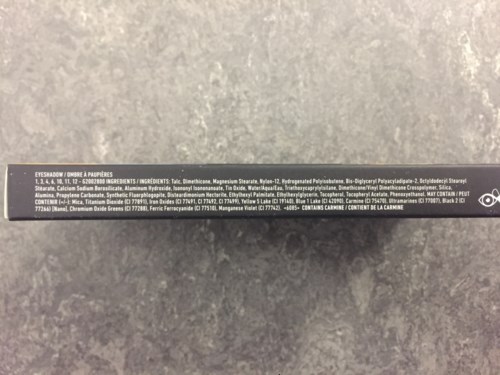 EYESHADOW / OMBRE À PAUPIÈRES
1, 3, 4, 6, 10, 11, 12 – G2002800 INGREDIENTS / INGRÉDIENTS: Talc, Dimethicone, Magnesium Stearate, Nylon-12, Hydrogenated Polyisobutene, Bis-Diglyceryl Polyacyladipate-2, Octyldodecyl Stearoyl
Stearate, Calcium Sodium Borosilicate, Aluminum Hydroxide, Isononyl Isononanoate, Tin Oxide, Water/Aqua/Eau, Triethoxycaprylylsilane, Dimethicone/Vinyl Dimethicone Crosspolymer, Silica,
Alumina, Propylene Carbonate, Synthetic Fluorphlogopite, Disteardimonium Hectorite, Ethylhexyl Palmitate, Ethylhexylglycerin, Tocopherol, Tocopheryl Acetate, Phenoxyethanol, MAY CONTAIN / PEUT
CONTENIR (+/-): Mica, Titanium Dioxide (CI 77891), Iron Oxides (CI 77491, CI 77492, CI 77499), Yellow 5 Lake (CI 19140), Blue 1 Lake (CI 42090), Carmine (CI 75470), Ultramarines (CI 77007), Black 2 (CI
77266) [Nano], Chromium Oxide Greens (CI 77288), Ferric Ferrocyanide (CI 77510), Manganese Violet (CI 77742). CONTAINS CARMINE / CONTIENT DE LA CARMINE